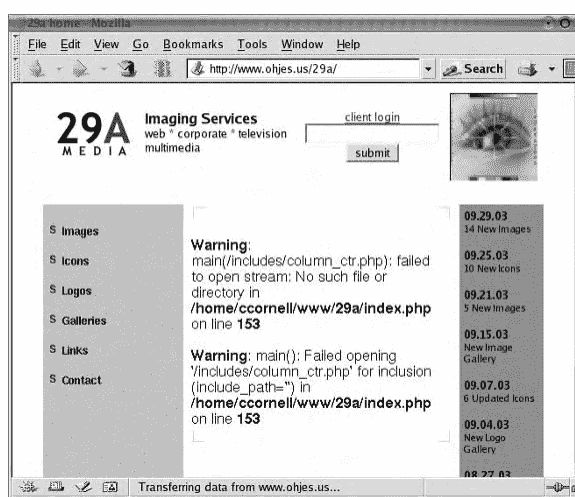 29a home - Mozilla
File Edit View Go Bookmarks Tools Window Help
http://www.ohjes.us/29a/
Search
29A
MEDIA
Imaging Services
web * corporate * television
multimedia
client login
submit
S Images
S Icons
S Logos
S Galleries
S Links
S Contact
Warning:
main(/includes/column_ctr.php): failed
to open stream: No such file or
directory in
/home/ccornell/www/29a/index.php
on line 153
Warning: main(): Failed opening
'/includes/column_ctr.php' for inclusion
(include_path='') in
/home/ccornell/www/29a/index.php
on line 153
09.29.03
14 New Images
09.25.03
10 New Icons
09.21.03
5 New Images
09.15.03
New Image
Gallery
09.07.03
6 Updated Icons
09.04.03
New Logo
Gallery
08.27.03
Transferring data from www.ohjes.us...